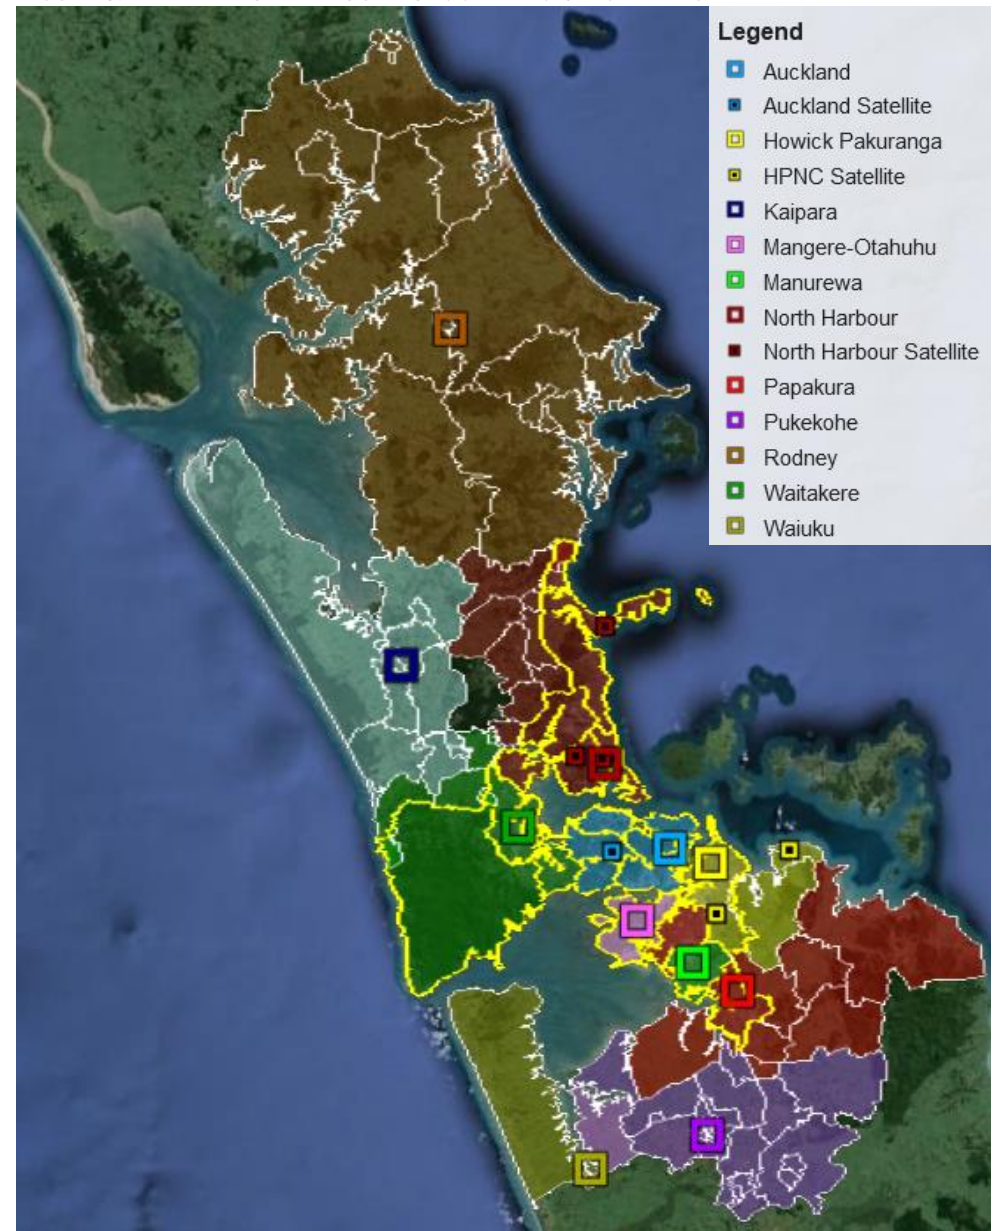 Legend
Auckland
Auckland Satellite
Howick Pakuranga
HPNC Satellite
Kaipara
Mangere-Otahuhu
Manurewa
North Harbour
North Harbour Satellite
Papakura
Pukekohe
Rodney
Waitakere
Waiuku